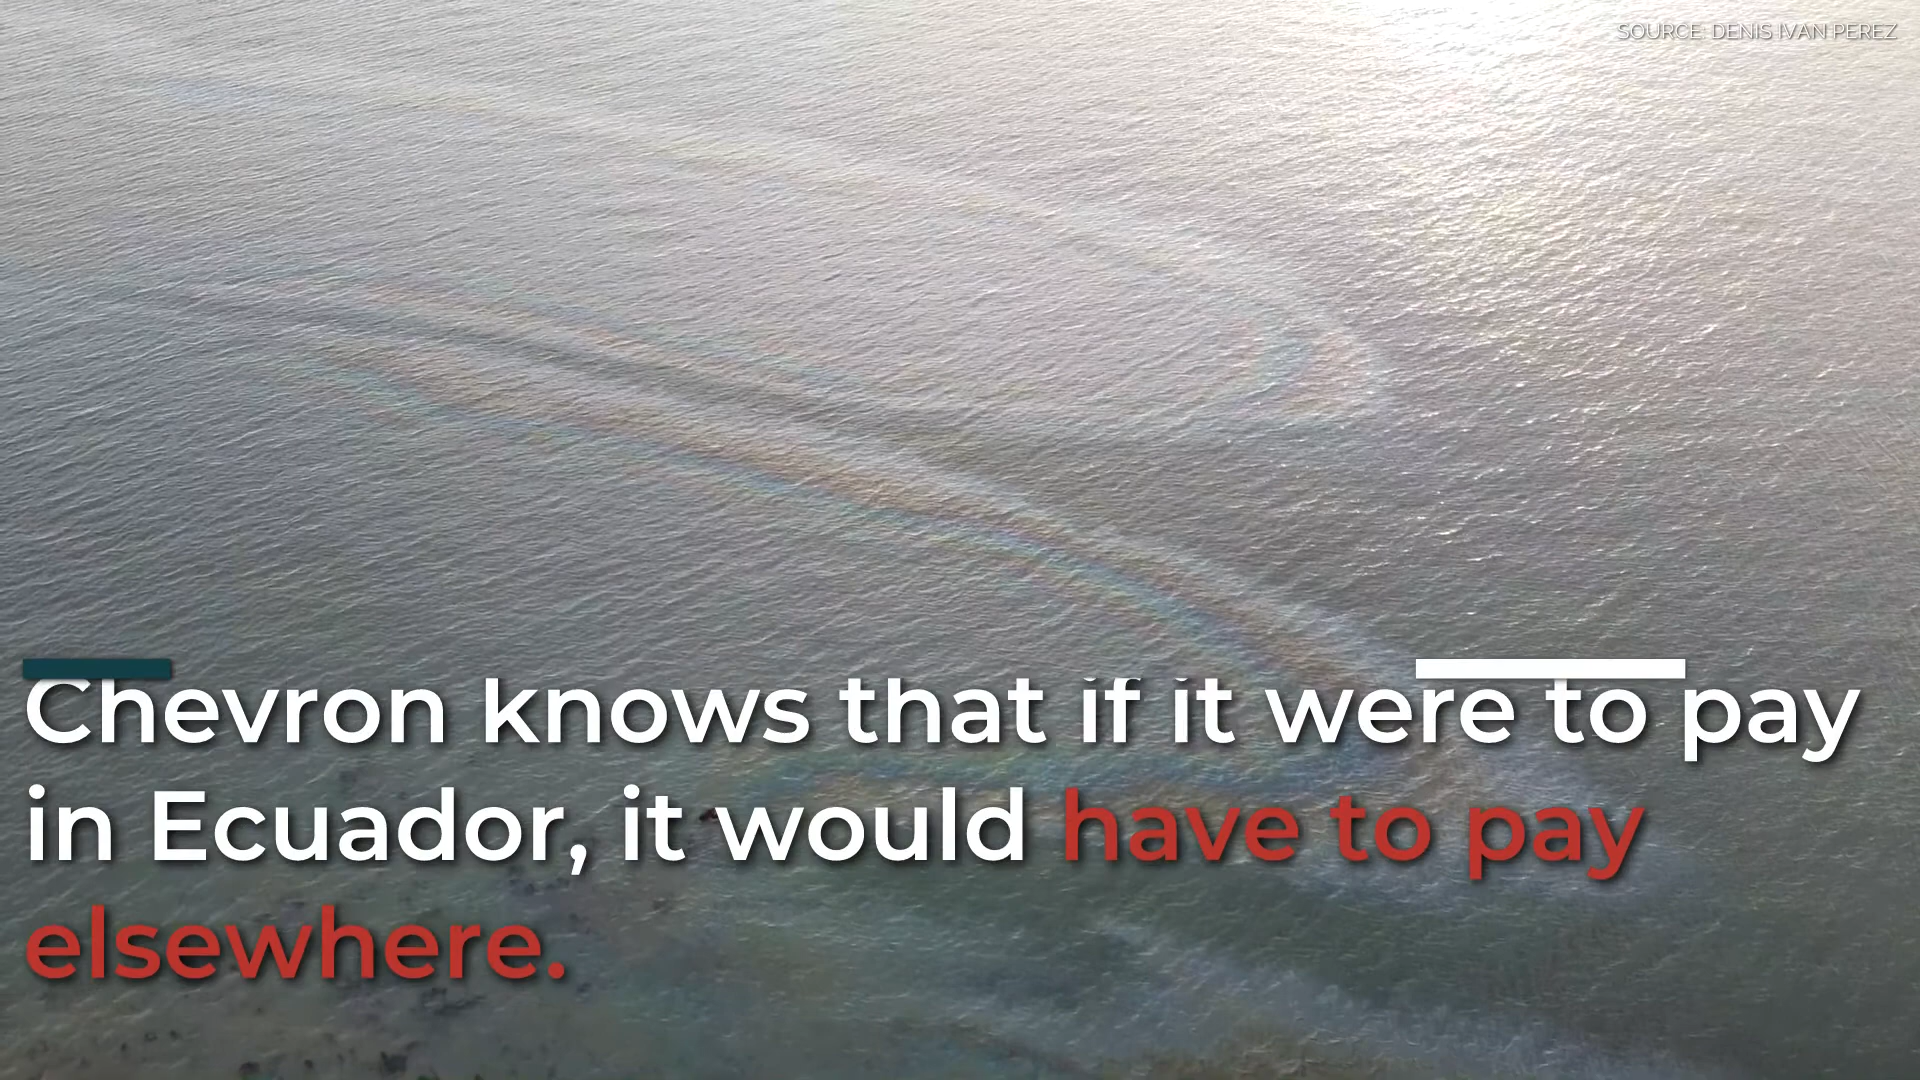 SOURCE: DENIS IVAN PEREZ
Chevron knows that if it were to pay
in Ecuador, it would have to pay
elsewhere.